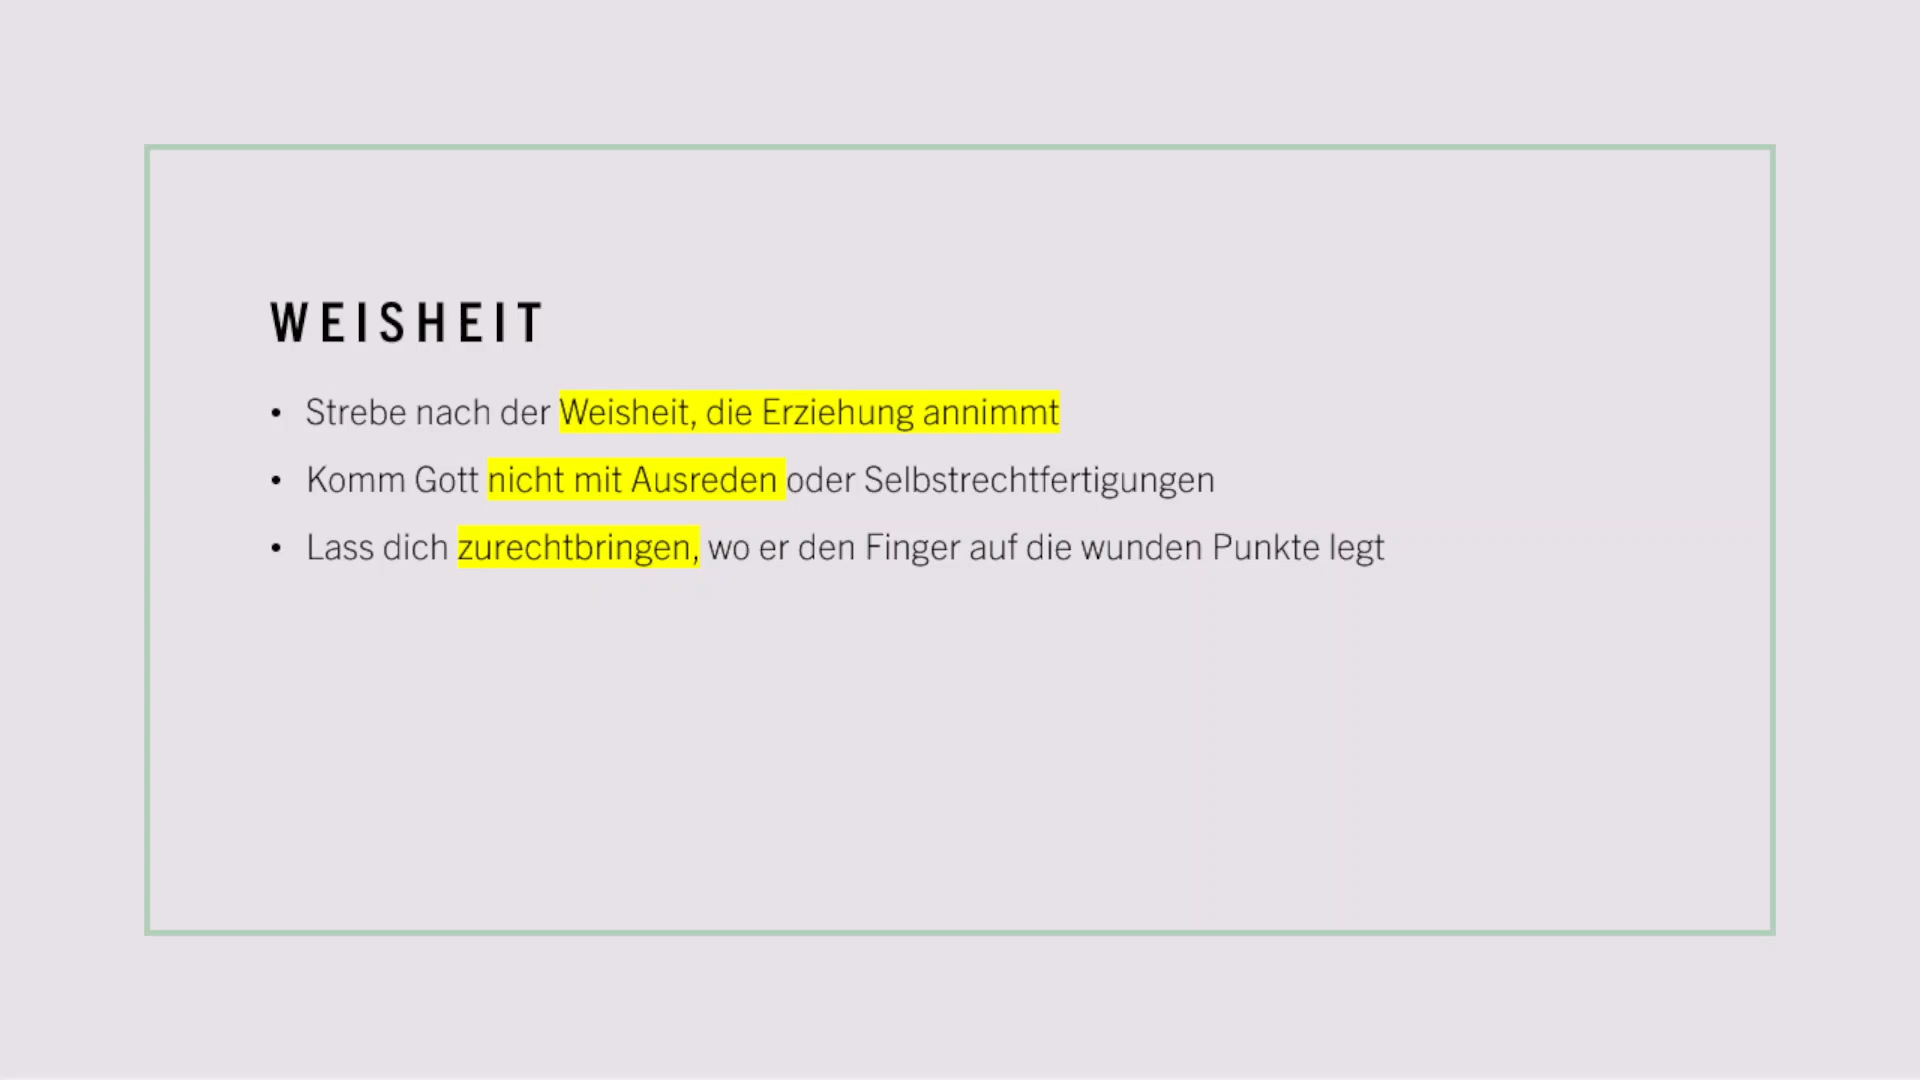 WEISHEIT
• Strebe nach der Weisheit, die Erziehung annimmt
• Komm Gott nicht mit Ausreden oder Selbstrechtfertigungen
• Lass dich zurechtbringen, wo er den Finger auf die wunden Punkte legt